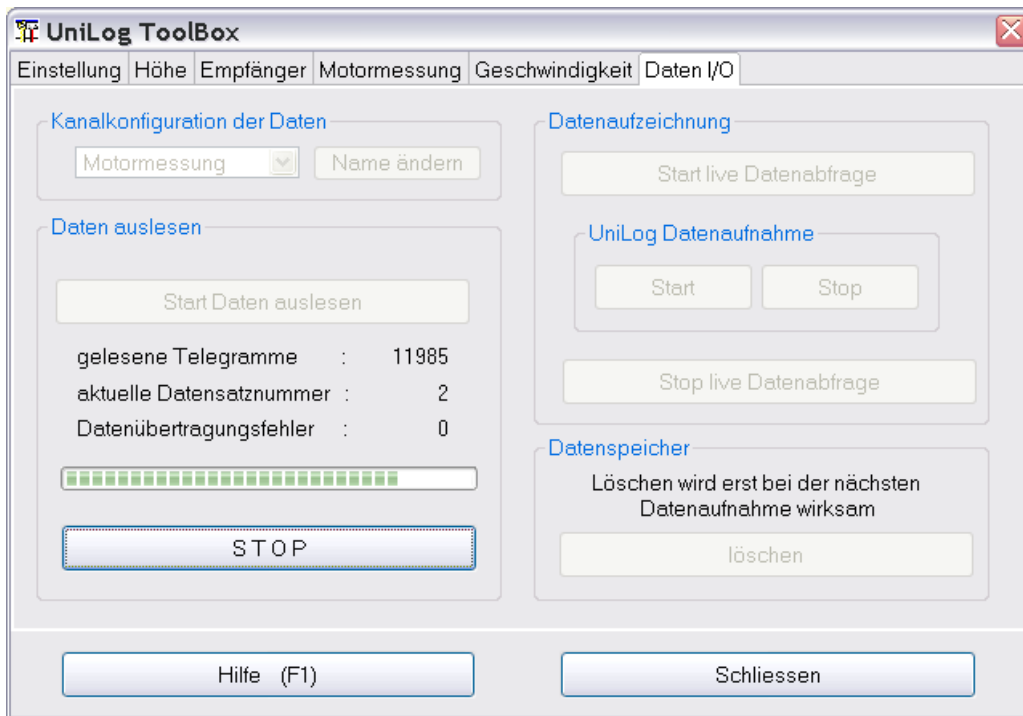 UniLog ToolBox
Einstellung Höhe Empfänger Motormessung Geschwindigkeit Daten I/O
Kanalkonfiguration der Daten
Motormessung Name ändern
Daten auslesen
Start Daten auslesen
gelesene Telegramme : 11985
aktuelle Datensatznummer : 2
Datenübertragungsfehler : 0
STOP
Datenaufzeichnung
Start live Datenabfrage
UniLog Datenaufnahme
Start Stop
Stop live Datenabfrage
Datenspeicher
Löschen wird erst bei der nächsten
Datenaufnahme wirksam
löschen
Hilfe (F1) Schliessen